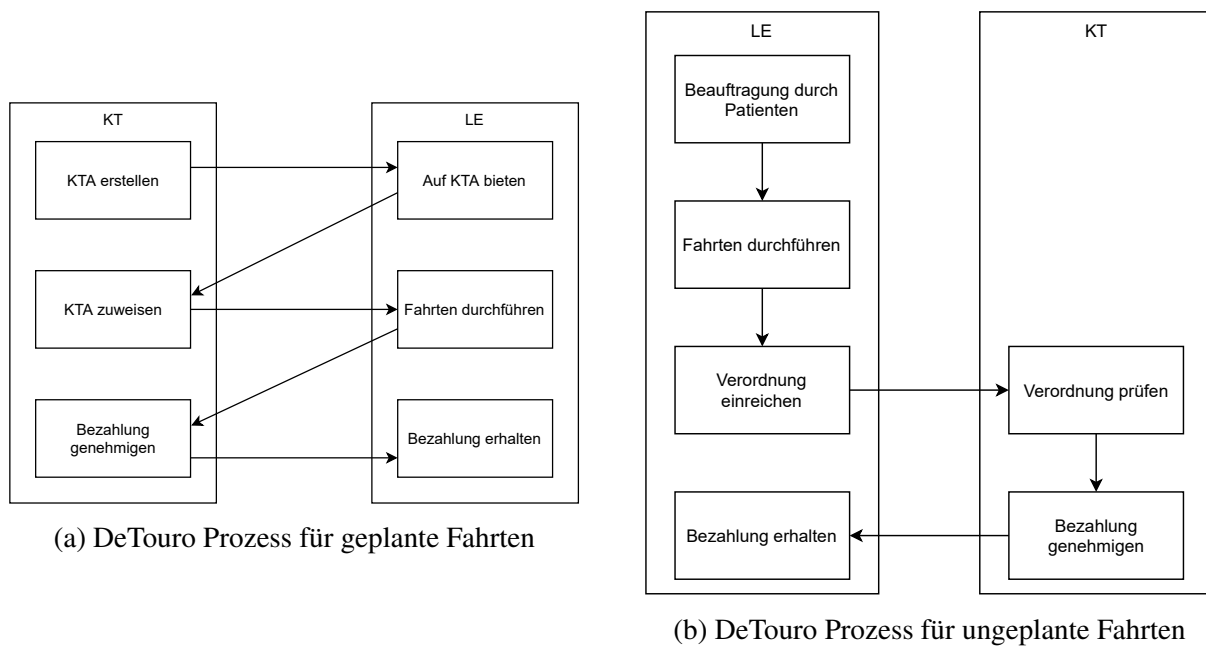 KT
LE
KTA erstellen
Auf KTA bieten
KTA zuweisen
Fahrten durchführen
Bezahlung
genehmigen
Bezahlung erhalten
(a) DeTouro Prozess für geplante Fahrten
LE
KT
Beauftragung durch
Patienten
Fahrten durchführen
Verordnung
einreichen
Verordnung prüfen
Bezahlung erhalten
Bezahlung
genehmigen
(b) DeTouro Prozess für ungeplante Fahrten